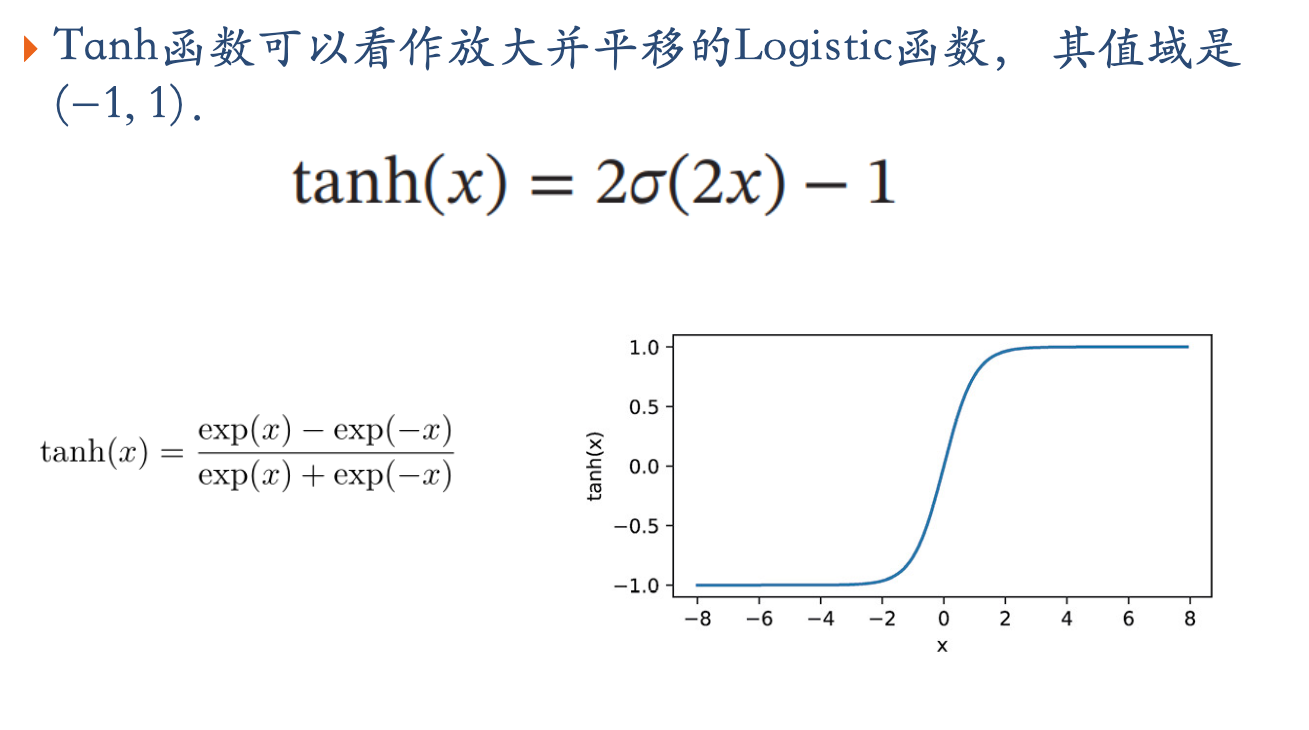 Tanh函数可以看作放大并平移的Logistic函数， 其值域是
(−1, 1).
tanh(x) = 2σ(2x) − 1
tanh(x) = \frac{exp(x) − exp(−x)}{exp(x) + exp(−x)}
1.0
0.5
0.0
−0.5
−1.0
tanh(x)
−8 −6 −4 −2 0 2 4 6 8
x